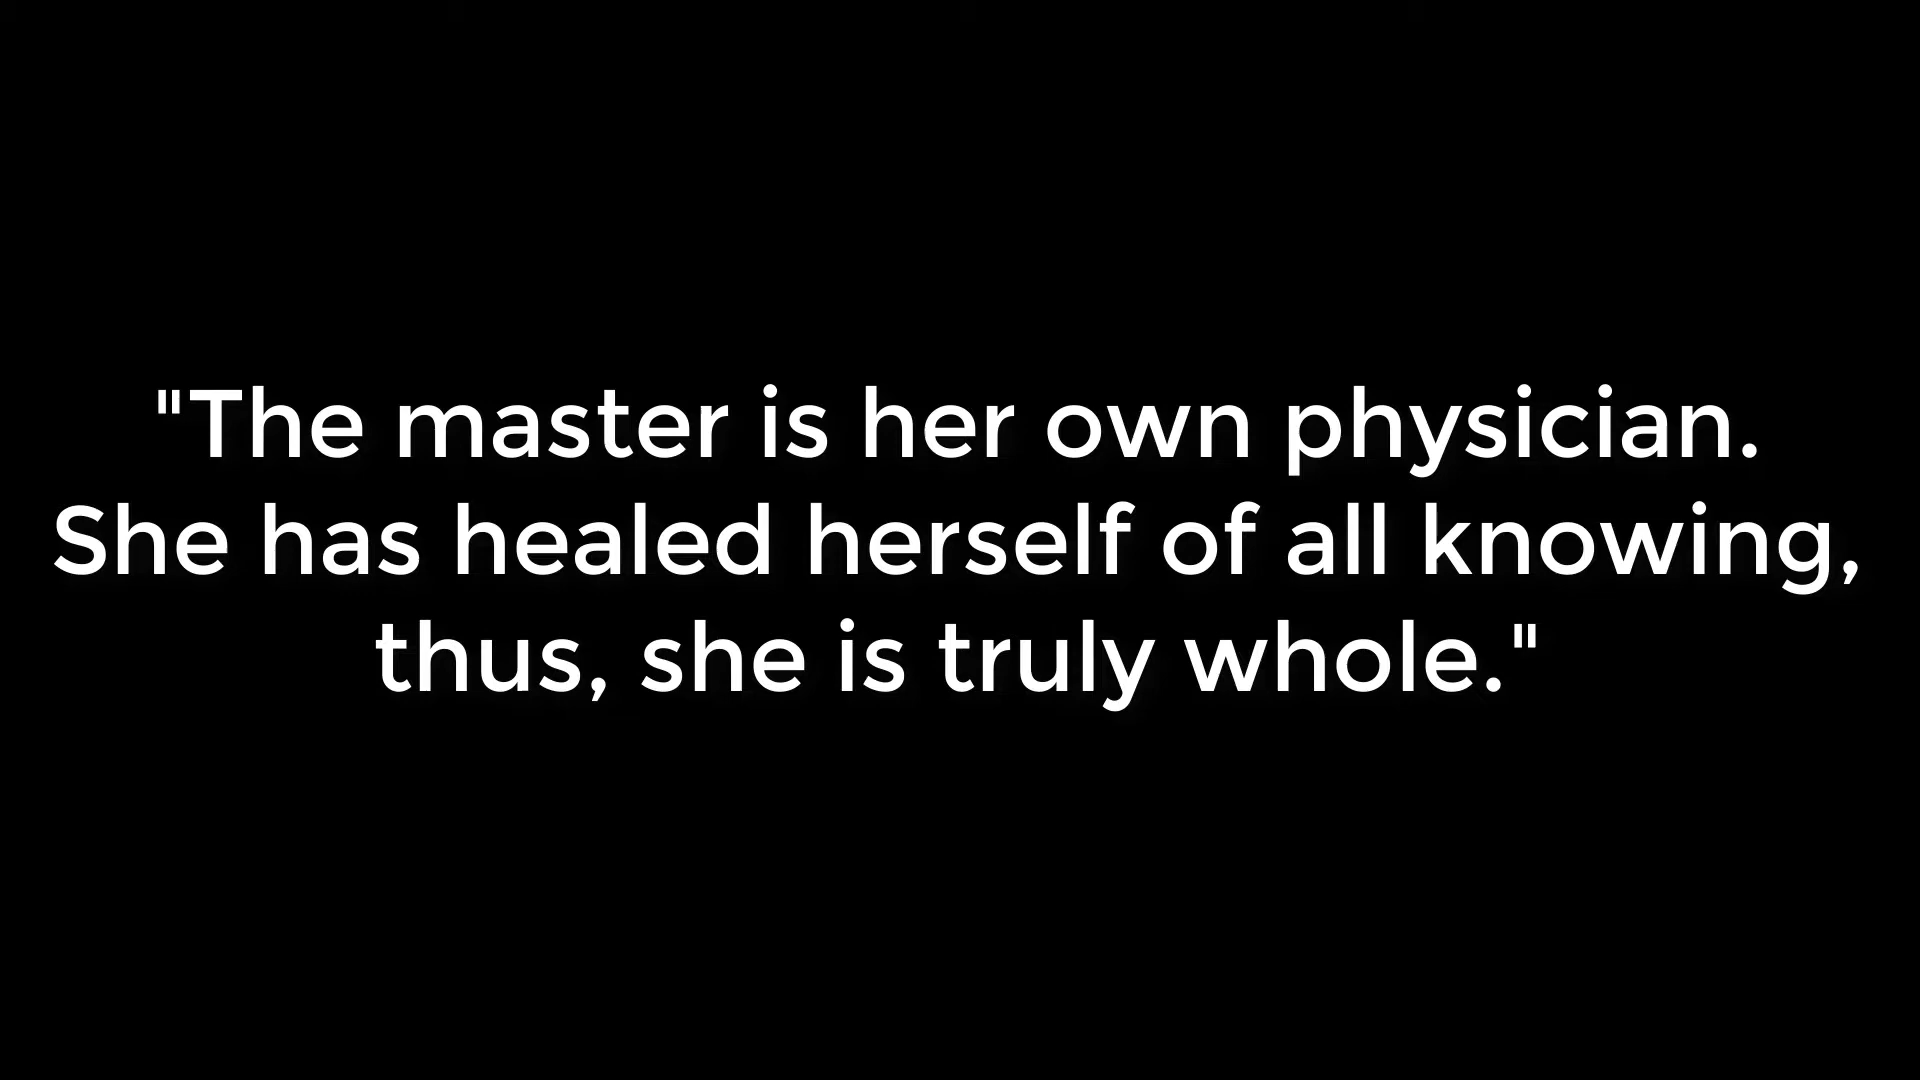 "The master is her own physician.
She has healed herself of all knowing,
thus, she is truly whole."